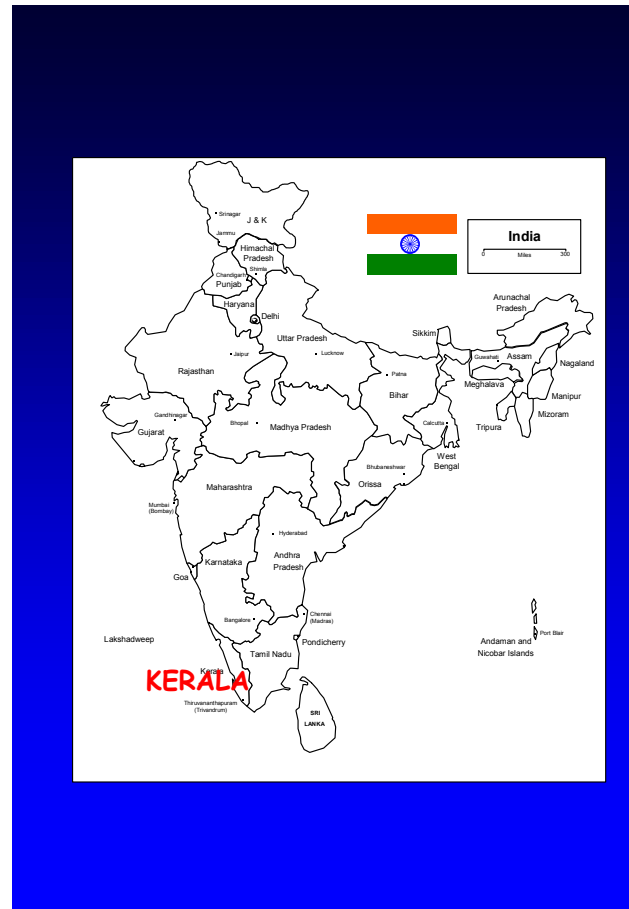 Srinagar
J & K
Jammu
Himachal
Pradesh
India
0 Miles 300
Chandigarh
Shimla
Punjab
Haryana
Delhi
Arunachal
Pradesh
Sikkim
Uttar Pradesh
Guwahali
Assam
Nagaland
Jaipur
Lucknow
Rajasthan
Patna
Meghalava
Bihar
Manipur
Mizoram
Gandhinagar
Gujarat
Bhopal
Madhya Pradesh
Calcutta
Tripura
West
Bengal
Bhubaneshwar
Orissa
Maharashtra
Mumbai
(Bombay)
Hyderabad
Andhra
Pradesh
Karnataka
Goa
Bangalore
Chennai
(Madras)
Pondicherry
Port Blair
Andaman and
Nicobar Islands
Lakshadweep
Tamil Nadu
Kerala
KERALA
Thiruvananthapuram
(Trivandrum)
SRI
LANKA